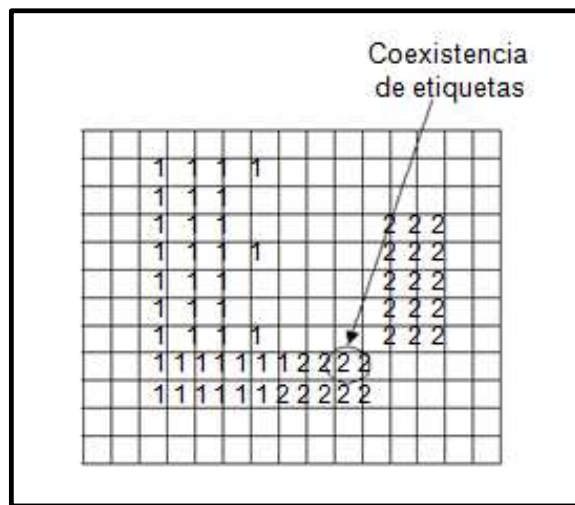 Coexistencia
de etiquetas
1 1 1 1
1 1 1
1 1 1 2 2 2
1 1 1 1 2 2 2
1 1 1 2 2 2
1 1 1 2 2 2
1 1 1 1 2 2 2
1 1 1 1 1 1 1 2 2 2 2
1 1 1 1 1 1 2 2 2 2 2